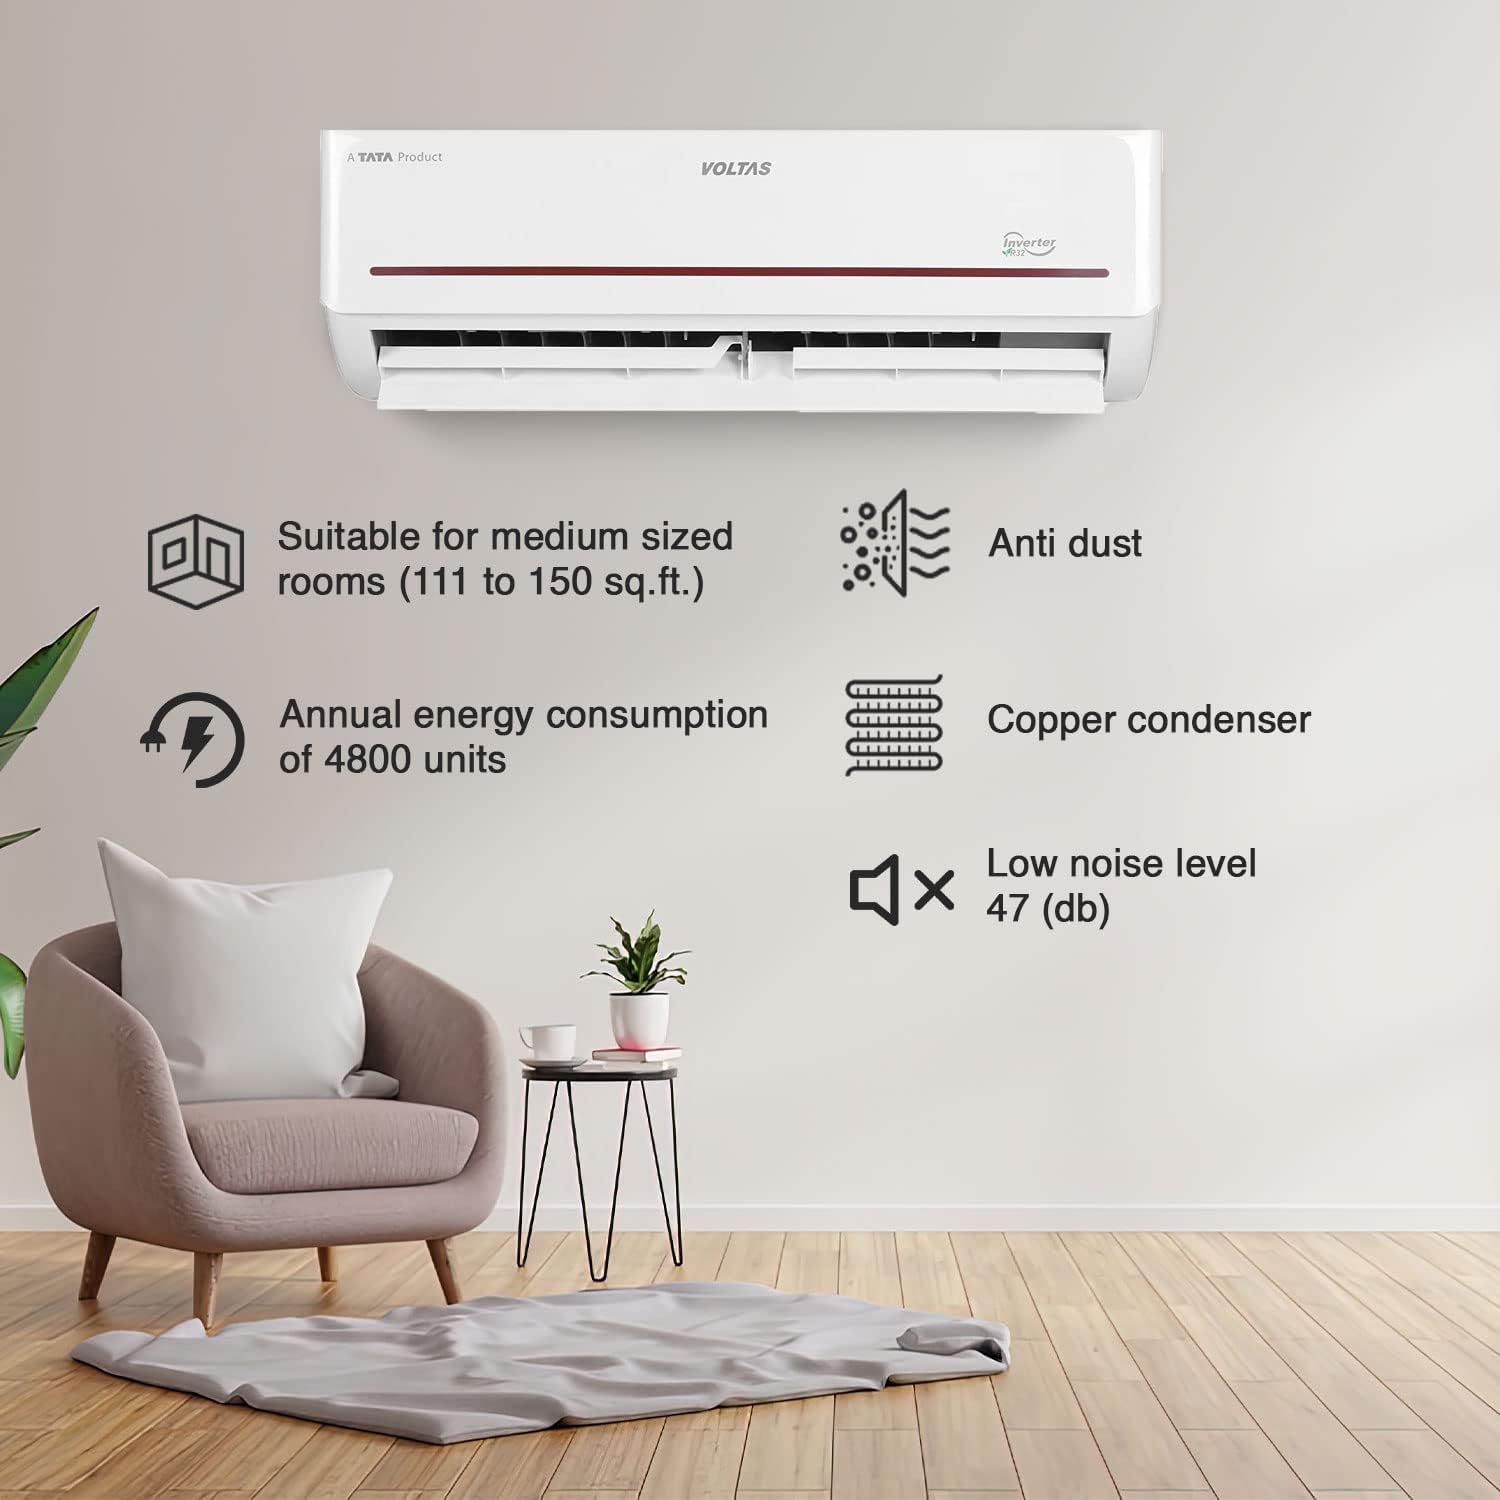 A TATA Product
VOLTAS
Inverter
R32
Suitable for medium sized
rooms (111 to 150 sq.ft.)
Anti dust
Annual energy consumption
of 4800 units
Copper condenser
Low noise level
47 (db)